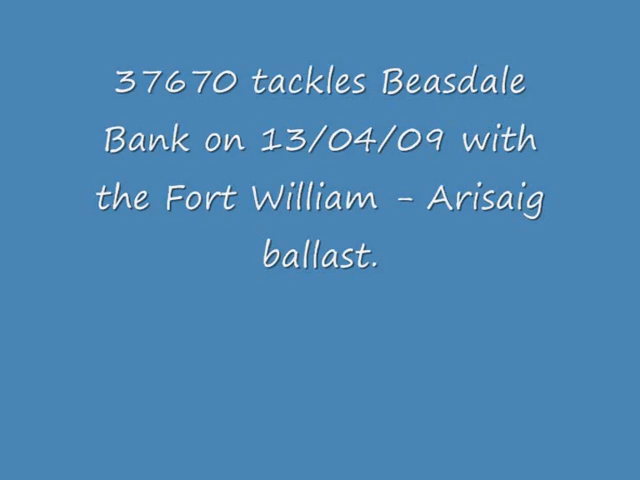 37670 tackles Beasdale
Bank on 13/04/09 with
the Fort William - Arisaig
ballast.